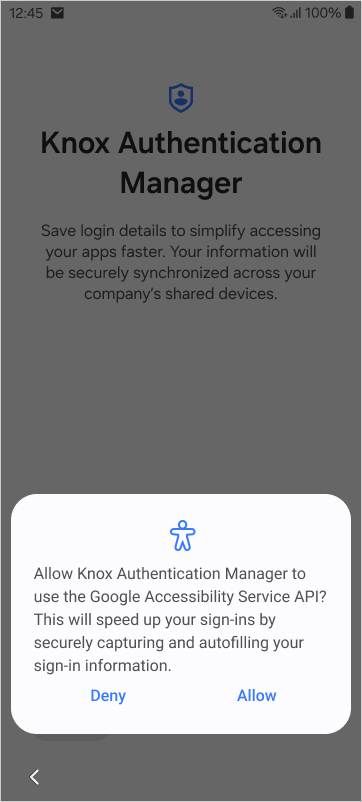 12:45 100%
Knox Authentication
Manager
Save login details to simplify accessing
your apps faster. Your information will
be securely synchronized across your
company's shared devices.
Allow Knox Authentication Manager to
use the Google Accessibility Service API?
This will speed up your sign-ins by
securely capturing and autofilling your
sign-in information.
Deny Allow